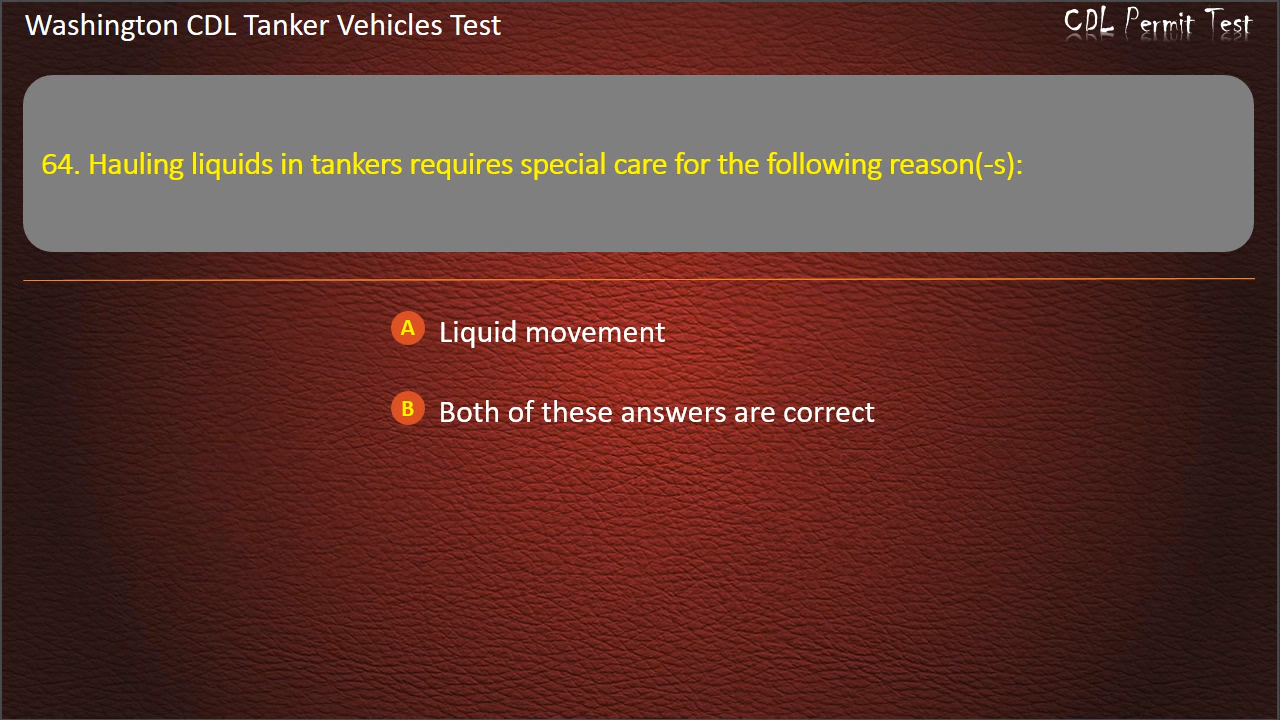 Washington CDL Tanker Vehicles Test
CDL Permit Test
64. Hauling liquids in tankers requires special care for the following reason(-s):
A Liquid movement
B Both of these answers are correct